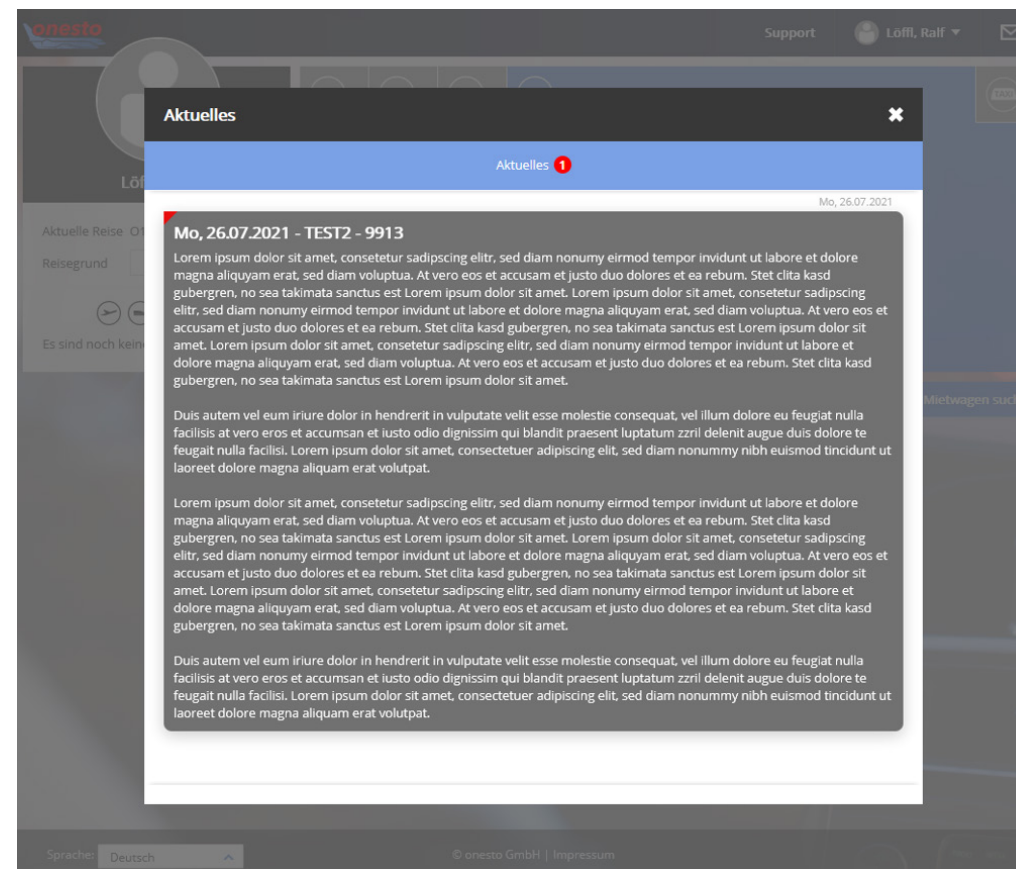 onesto
Support
Löffl, Ralf
Aktuelles
Aktuelles 1
Löf
Mo, 26.07.2021
Aktuelle Reise O1
Reisegrund
Es sind noch kein
Mo, 26.07.2021 - TEST2 - 9913
Lorem ipsum dolor sit amet, consetetur sadipscing elitr, sed diam nonumy eirmod tempor invidunt ut labore et dolore
magna aliquyam erat, sed diam voluptua. At vero eos et accusam et justo duo dolores et ea rebum. Stet clita kasd
gubergren, no sea takimata sanctus est Lorem ipsum dolor sit amet. Lorem ipsum dolor sit amet, consetetur sadipscing
elitr, sed diam nonumy eirmod tempor invidunt ut labore et dolore magna aliquyam erat, sed diam voluptua. At vero eos et
accusam et justo duo dolores et ea rebum. Stet clita kasd gubergren, no sea takimata sanctus est Lorem ipsum dolor sit
amet. Lorem ipsum dolor sit amet, consetetur sadipscing elitr, sed diam nonumy eirmod tempor invidunt ut labore et
dolore magna aliquyam erat, sed diam voluptua. At vero eos et accusam et justo duo dolores et ea rebum. Stet clita kasd
gubergren, no sea takimata sanctus est Lorem ipsum dolor sit amet.
Duis autem vel eum iriure dolor in hendrerit in vulputate velit esse molestie consequat, vel illum dolore eu feugiat nulla
facilisis at vero eros et accumsan et iusto odio dignissim qui blandit praesent luptatum zzril delenit augue duis dolore te
feugait nulla facilisi. Lorem ipsum dolor sit amet, consectetuer adipiscing elit, sed diam nonummy nibh euismod tincidunt ut
laoreet dolore magna aliquam erat volutpat.
Lorem ipsum dolor sit amet, consetetur sadipscing elitr, sed diam nonumy eirmod tempor invidunt ut labore et dolore
magna aliquyam erat, sed diam voluptua. At vero eos et accusam et justo duo dolores et ea rebum. Stet clita kasd
gubergren, no sea takimata sanctus est Lorem ipsum dolor sit amet. Lorem ipsum dolor sit amet, consetetur sadipscing
elitr, sed diam nonumy eirmod tempor invidunt ut labore et dolore magna aliquyam erat, sed diam voluptua. At vero eos et
accusam et justo duo dolores et ea rebum. Stet clita kasd gubergren, no sea takimata sanctus est Lorem ipsum dolor sit
amet. Lorem ipsum dolor sit amet, consetetur sadipscing elitr, sed diam nonumy eirmod tempor invidunt ut labore et
dolore magna aliquyam erat, sed diam voluptua. At vero eos et accusam et justo duo dolores et ea rebum. Stet clita kasd
gubergren, no sea takimata sanctus est Lorem ipsum dolor sit amet.
Duis autem vel eum iriure dolor in hendrerit in vulputate velit esse molestie consequat, vel illum dolore eu feugiat nulla
facilisis at vero eros et accumsan et iusto odio dignissim qui blandit praesent luptatum zzril delenit augue duis dolore te
feugait nulla facilisi. Lorem ipsum dolor sit amet, consectetuer adipiscing elit, sed diam nonummy nibh euismod tincidunt ut
laoreet dolore magna aliquam erat volutpat.
Mietwagen such
Sprache: Deutsch
© onesto GmbH | Impressum